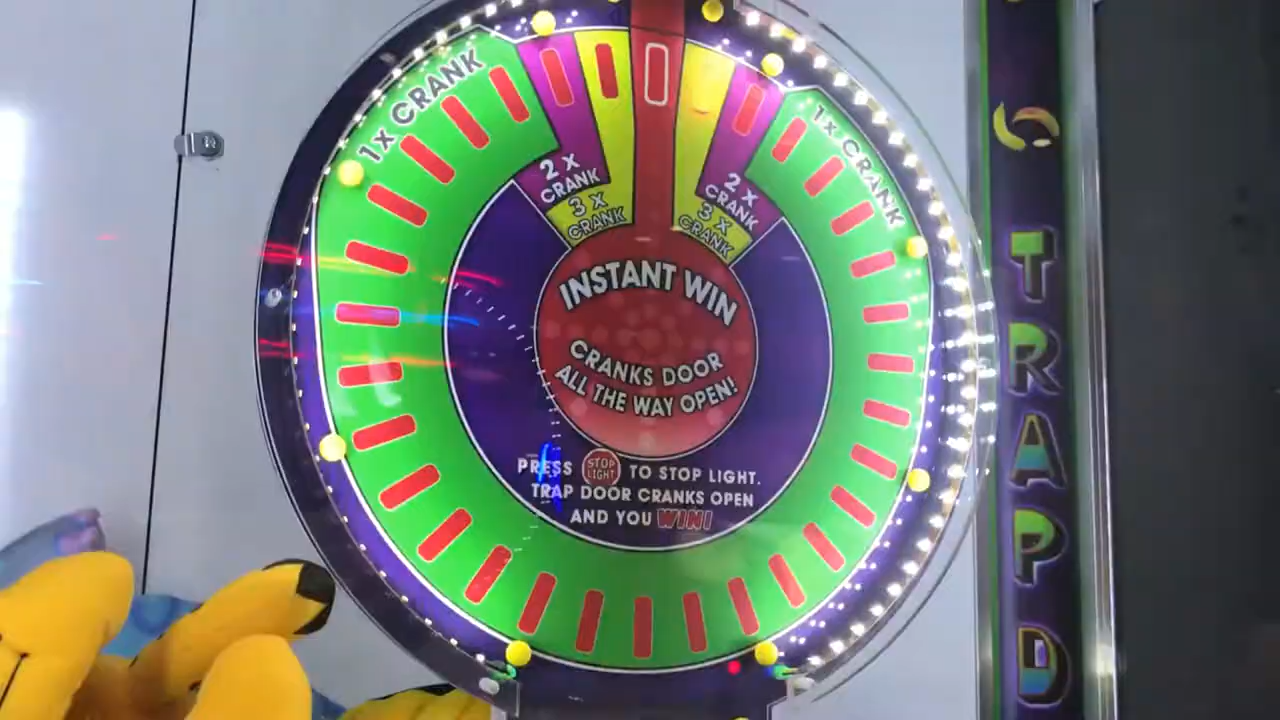 1X CRANK
1X CRANK
2 X
CRANK
3 X
CRANK
2 X
CRANK
3 X
CRANK
INSTANT WIN
CRANKS DOOR
ALL THE WAY OPEN!
PRESS STOP LIGHT TO STOP LIGHT.
TRAP DOOR CRANKS OPEN
AND YOU WIN!
TRAP D